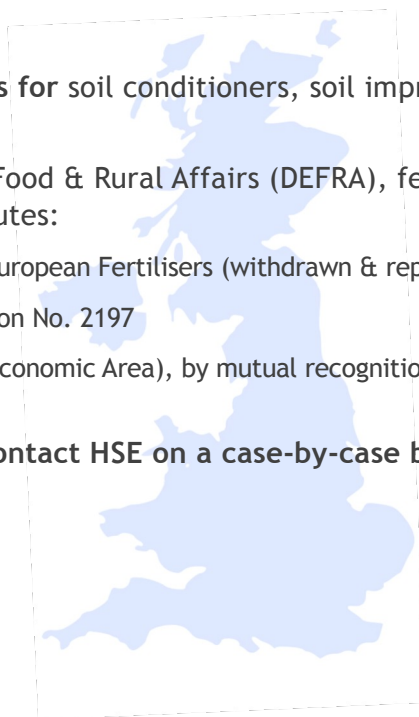 s for soil conditioners, soil impr
Food & Rural Affairs (DEFRA), fe
utes:
uropean Fertilisers (withdrawn & rep
on No. 2197
conomic Area), by mutual recognitio
ontact HSE on a case-by-case b